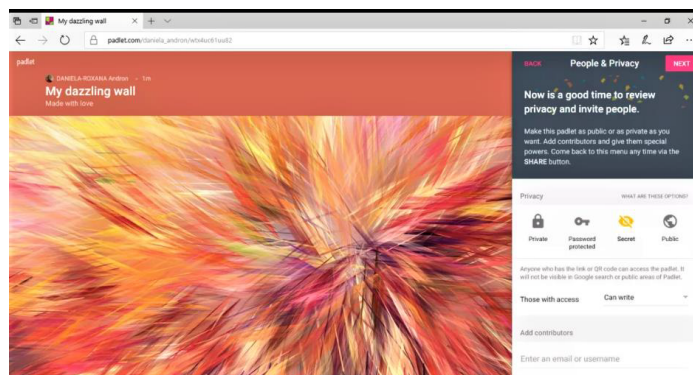 My dazzling wall
padlet.com/daniela_andron/wtx4uc61uu82
padlet
DANIELA-ROXANA Andron • 1m
My dazzling wall
Made with love
BACK
People & Privacy
NEXT
Now is a good time to review
privacy and invite people.
Make this padlet as public or as private as you
want. Add contributors and give them special
powers. Come back to this menu any time via the
SHARE button.
Privacy
WHAT ARE THESE OPTIONS?
Private
Password
protected
Secret
Public
Anyone who has the link or QR code can access the padlet. It
will not be visible in Google search or public areas of Padlet.
Those with access
Can write
Add contributors
Enter an email or username